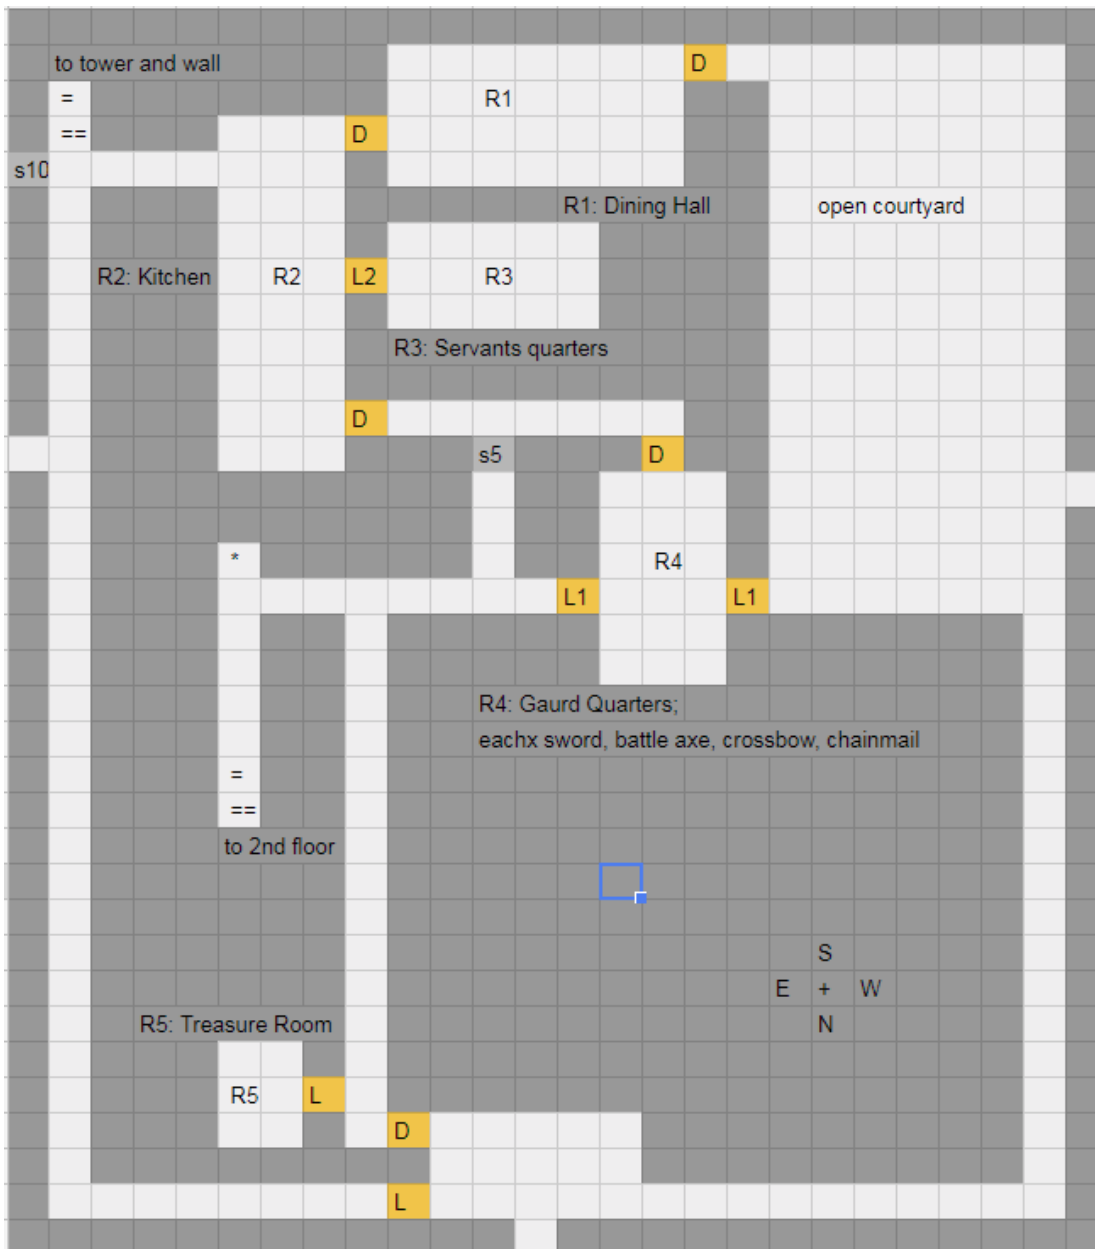 to tower and wall
D
=
R1
==
D
s10
R1: Dining Hall
open courtyard
R2: Kitchen
R2
L2
R3
R3: Servants quarters
D
s5
D
*
R4
L1
L1
R4: Gaurd Quarters;
eachx sword, battle axe, crossbow, chainmail
=
==
to 2nd floor
S
E + W
N
R5: Treasure Room
R5
L
D
L